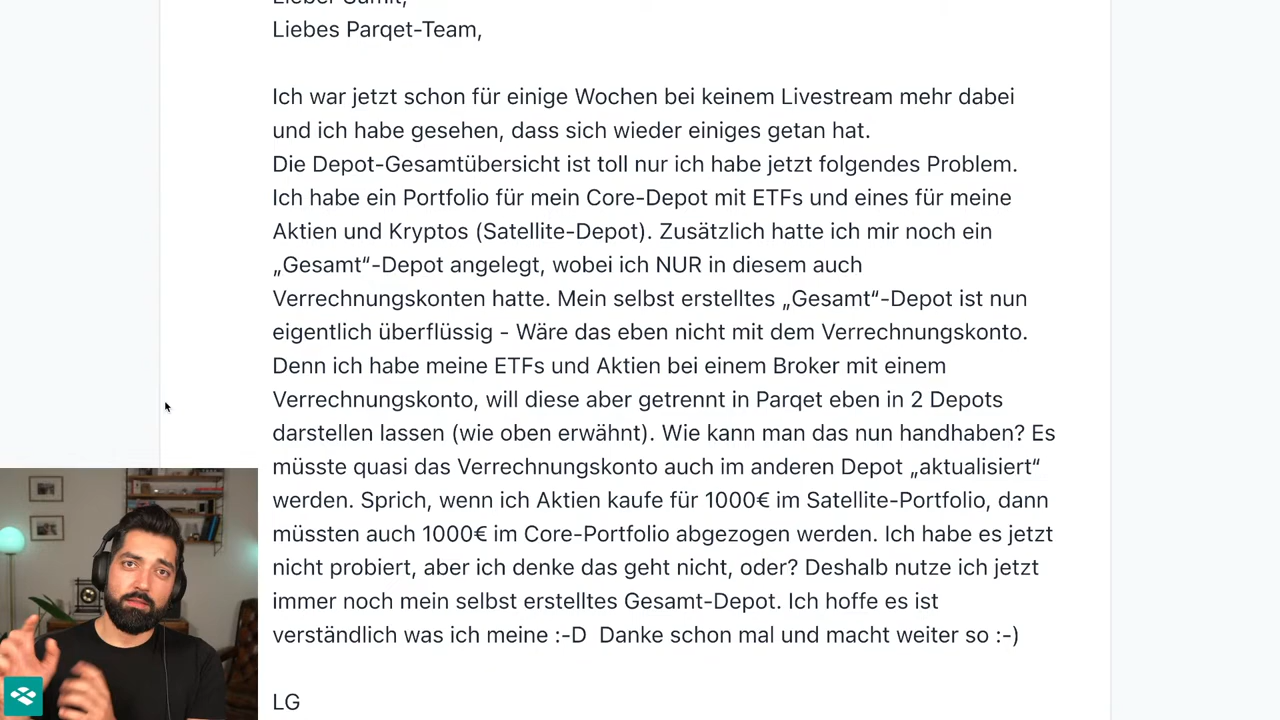 Lieber Sumit,
Liebes Parqet-Team,
Ich war jetzt schon für einige Wochen bei keinem Livestream mehr dabei
und ich habe gesehen, dass sich wieder einiges getan hat.
Die Depot-Gesamtübersicht ist toll nur ich habe jetzt folgendes Problem.
Ich habe ein Portfolio für mein Core-Depot mit ETFs und eines für meine
Aktien und Kryptos (Satellite-Depot). Zusätzlich hatte ich mir noch ein
„Gesamt“-Depot angelegt, wobei ich NUR in diesem auch
Verrechnungskonten hatte. Mein selbst erstelltes „Gesamt“-Depot ist nun
eigentlich überflüssig - Wäre das eben nicht mit dem Verrechnungskonto.
Denn ich habe meine ETFs und Aktien bei einem Broker mit einem
Verrechnungskonto, will diese aber getrennt in Parqet eben in 2 Depots
darstellen lassen (wie oben erwähnt). Wie kann man das nun handhaben? Es
müsste quasi das Verrechnungskonto auch im anderen Depot „aktualisiert“
werden. Sprich, wenn ich Aktien kaufe für 1000€ im Satellite-Portfolio, dann
müssten auch 1000€ im Core-Portfolio abgezogen werden. Ich habe es jetzt
nicht probiert, aber ich denke das geht nicht, oder? Deshalb nutze ich jetzt
immer noch mein selbst erstelltes Gesamt-Depot. Ich hoffe es ist
verständlich was ich meine :-D  Danke schon mal und macht weiter so :-)
LG